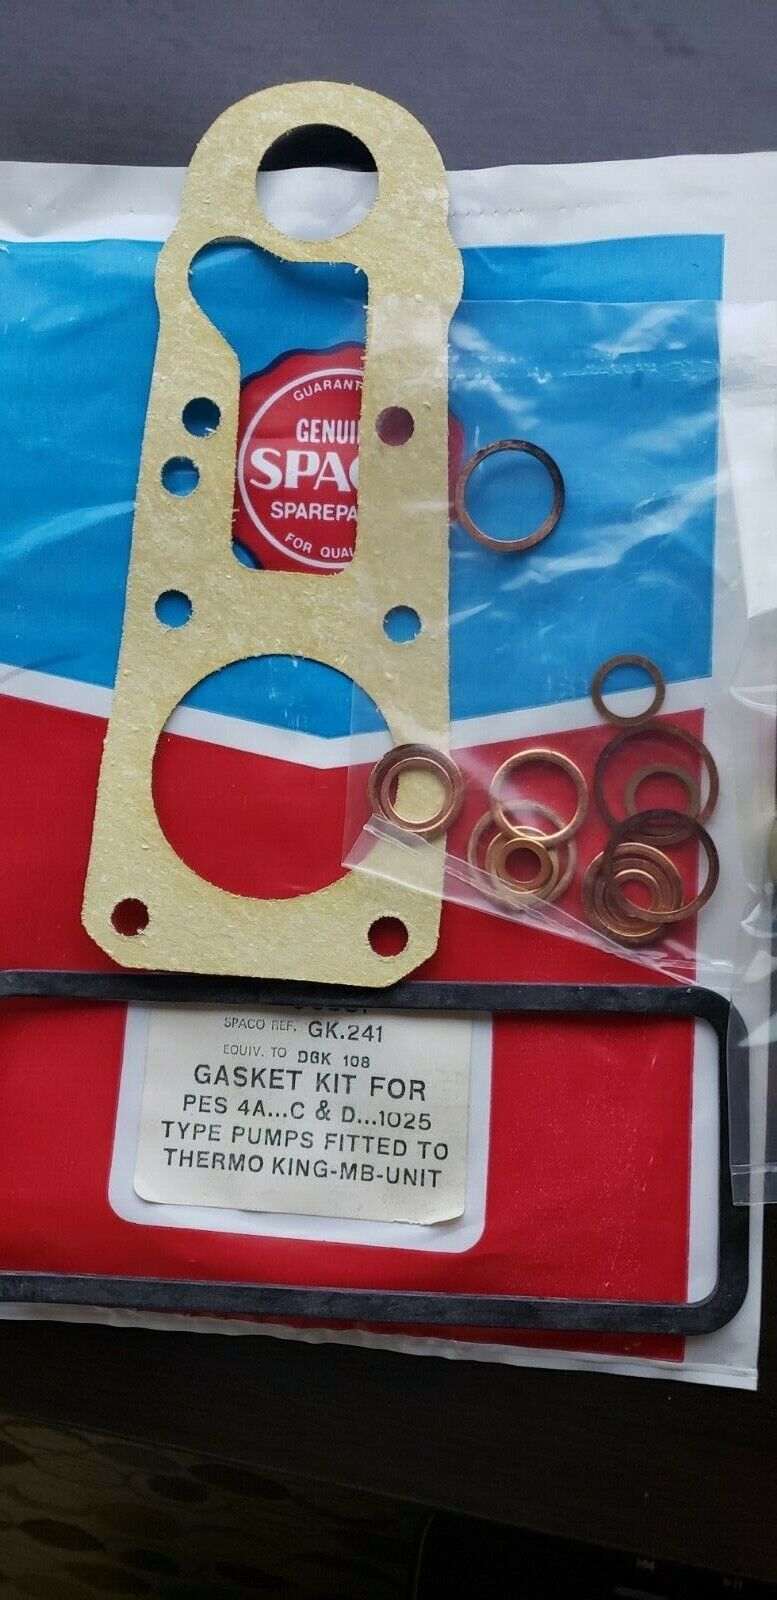 GENUI
SPAC
SPAREPA
FOR QUAL
SPACO REF. GK.241
EQUIV. TO DGK 108
GASKET KIT FOR
PES 4A...C & D...1025
TYPE PUMPS FITTED TO
THERMO KING-MB-UNIT